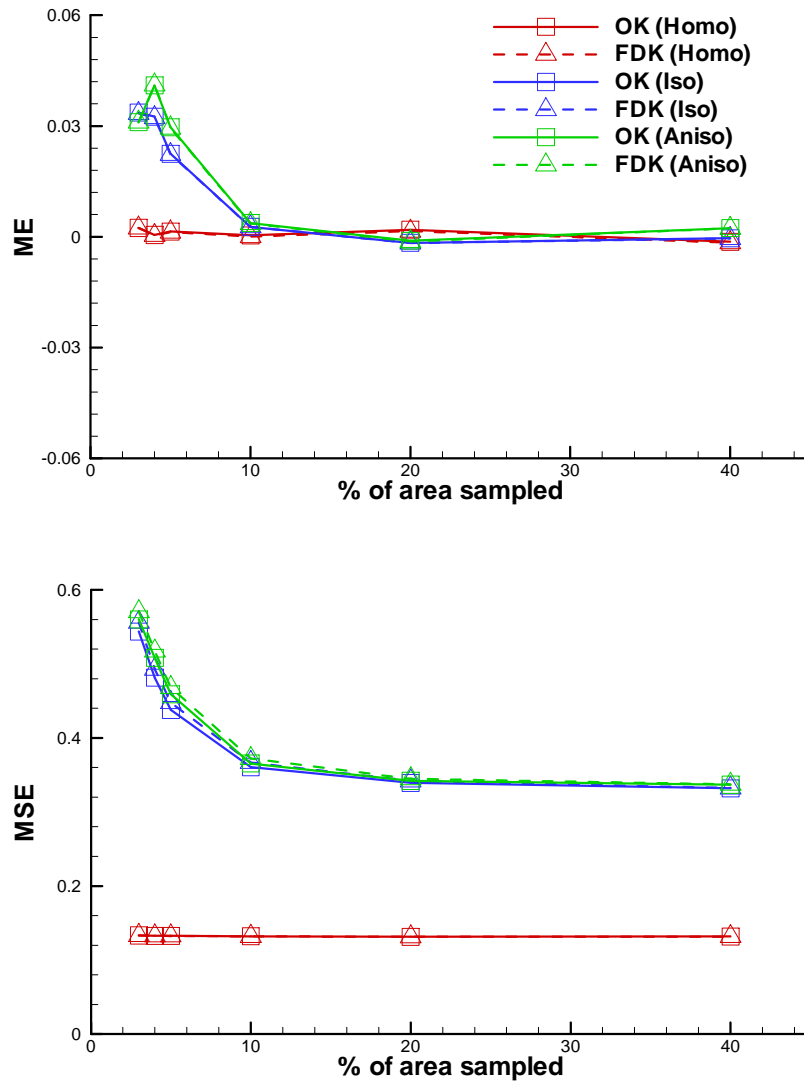 0.06
0.03
0
-0.03
-0.06
ME
OK (Homo)
FDK (Homo)
OK (Iso)
FDK (Iso)
OK (Aniso)
FDK (Aniso)
0 10 20 30 40
% of area sampled
0.6
0.4
0.2
0
MSE
0 10 20 30 40
% of area sampled